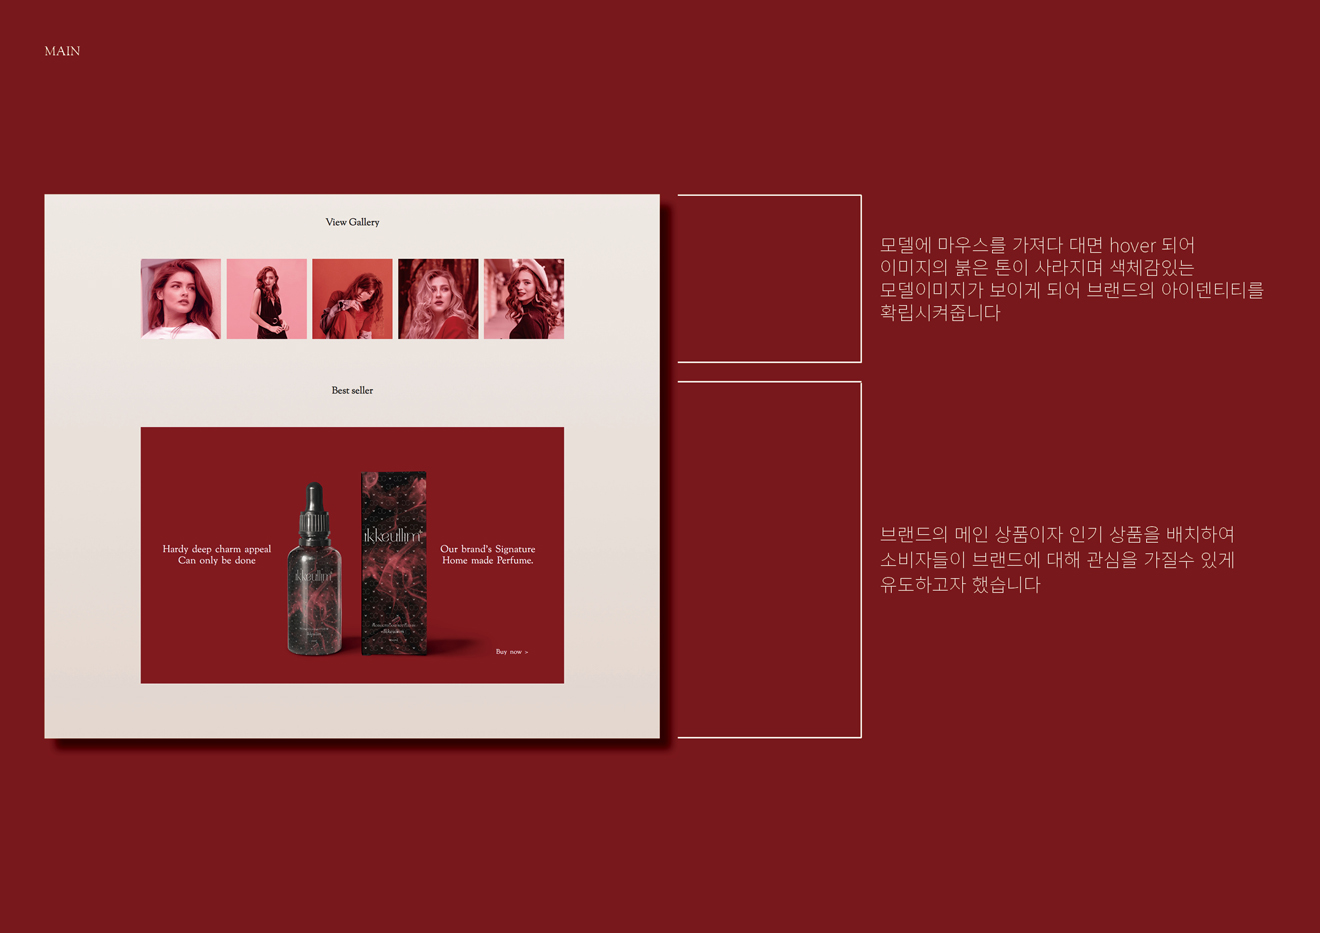 MAIN
View Gallery
Best seller
Hardy deep charm appeal
Can only be done
ikkeullim
ikkeullim
Our brand's Signature
Home made Perfume.
Buy now >
모델에 마우스를 가져다 대면 hover 되어
이미지의 붉은 톤이 사라지며 색체감있는
모델이미지가 보이게 되어 브랜드의 아이덴티티를
확립시켜줍니다
브랜드의 메인 상품이자 인기 상품을 배치하여
소비자들이 브랜드에 대해 관심을 가질수 있게
유도하고자 했습니다